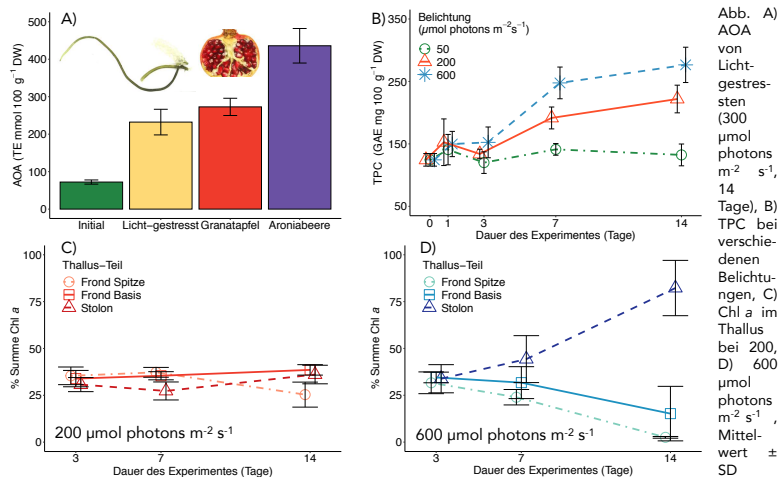 A)
AOA (TE mmol 100 g⁻¹ DW)
500
400
300
200
100
0
Initial Licht-gestresst Granatapfel Aroniabeere
B)
Belichtung
(µmol photons m⁻²s⁻¹)
50
200
600
TPC (GAE mg 100 g⁻¹ DW)
350
250
150
50
0 1 3 7 14
Dauer des Experimentes (Tage)
C)
Thallus-Teil
Frond Spitze
Frond Basis
Stolon
% Summe Chl a
100
75
50
25
0
200 µmol photons m⁻² s⁻¹
3 7 14
Dauer des Experimentes (Tage)
D)
Thallus-Teil
Frond Spitze
Frond Basis
Stolon
% Summe Chl a
100
75
50
25
0
600 µmol photons m⁻² s⁻¹
3 7 14
Dauer des Experimentes (Tage)
Abb. A)
AOA
von
Licht-
gestres-
sten
(300
µmol
photons
m⁻² s⁻¹,
14
Tage), B)
TPC bei
verschie-
denen
Belichtu-
ngen, C)
Chl a im
Thallus
bei 200,
D) 600
µmol
photons
m⁻² s⁻¹ ,
Mittel-
wert ±
SD